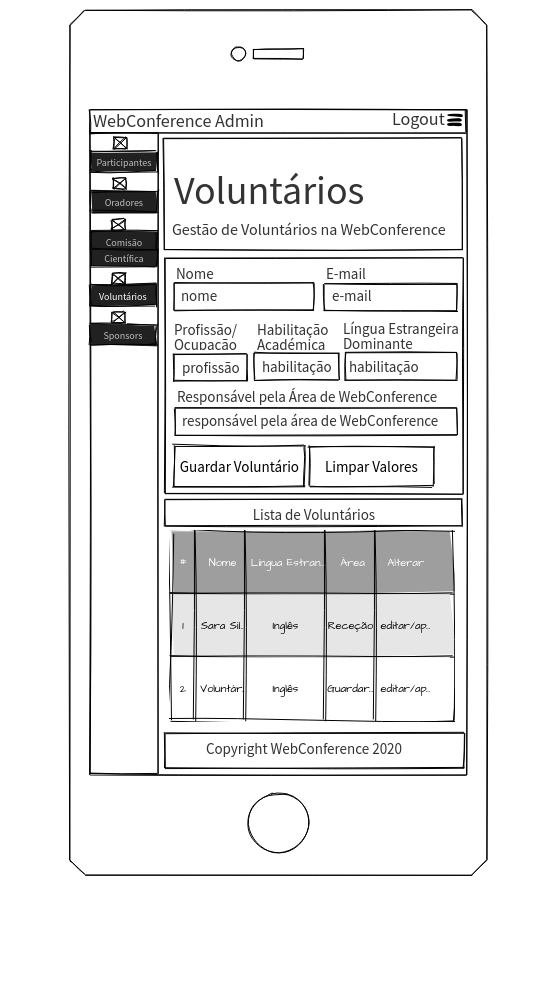 WebConference Admin
Logout
Participantes
Oradores
Comisão
Científica
Voluntários
Sponsors
Voluntários
Gestão de Voluntários na WebConference
Nome
E-mail
nome
e-mail
Profissão/
Ocupação
Habilitação
Académica
Língua Estrangeira
Dominante
profissão
habilitação
habilitação
Responsável pela Área de WebConference
responsável pela área de WebConference
Guardar Voluntário
Limpar Valores
Lista de Voluntários
# Nome Língua Estran... Área Alterar
1 Sara Sil... Inglês Receção editar/ap...
2 Voluntár... Inglês Guardar... editar/ap...
Copyright WebConference 2020